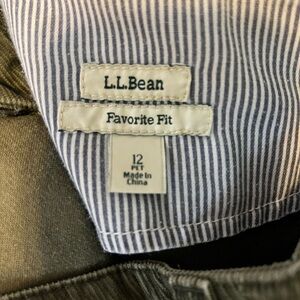 L.L.Bean
Favorite Fit
12
PET
Made in
China